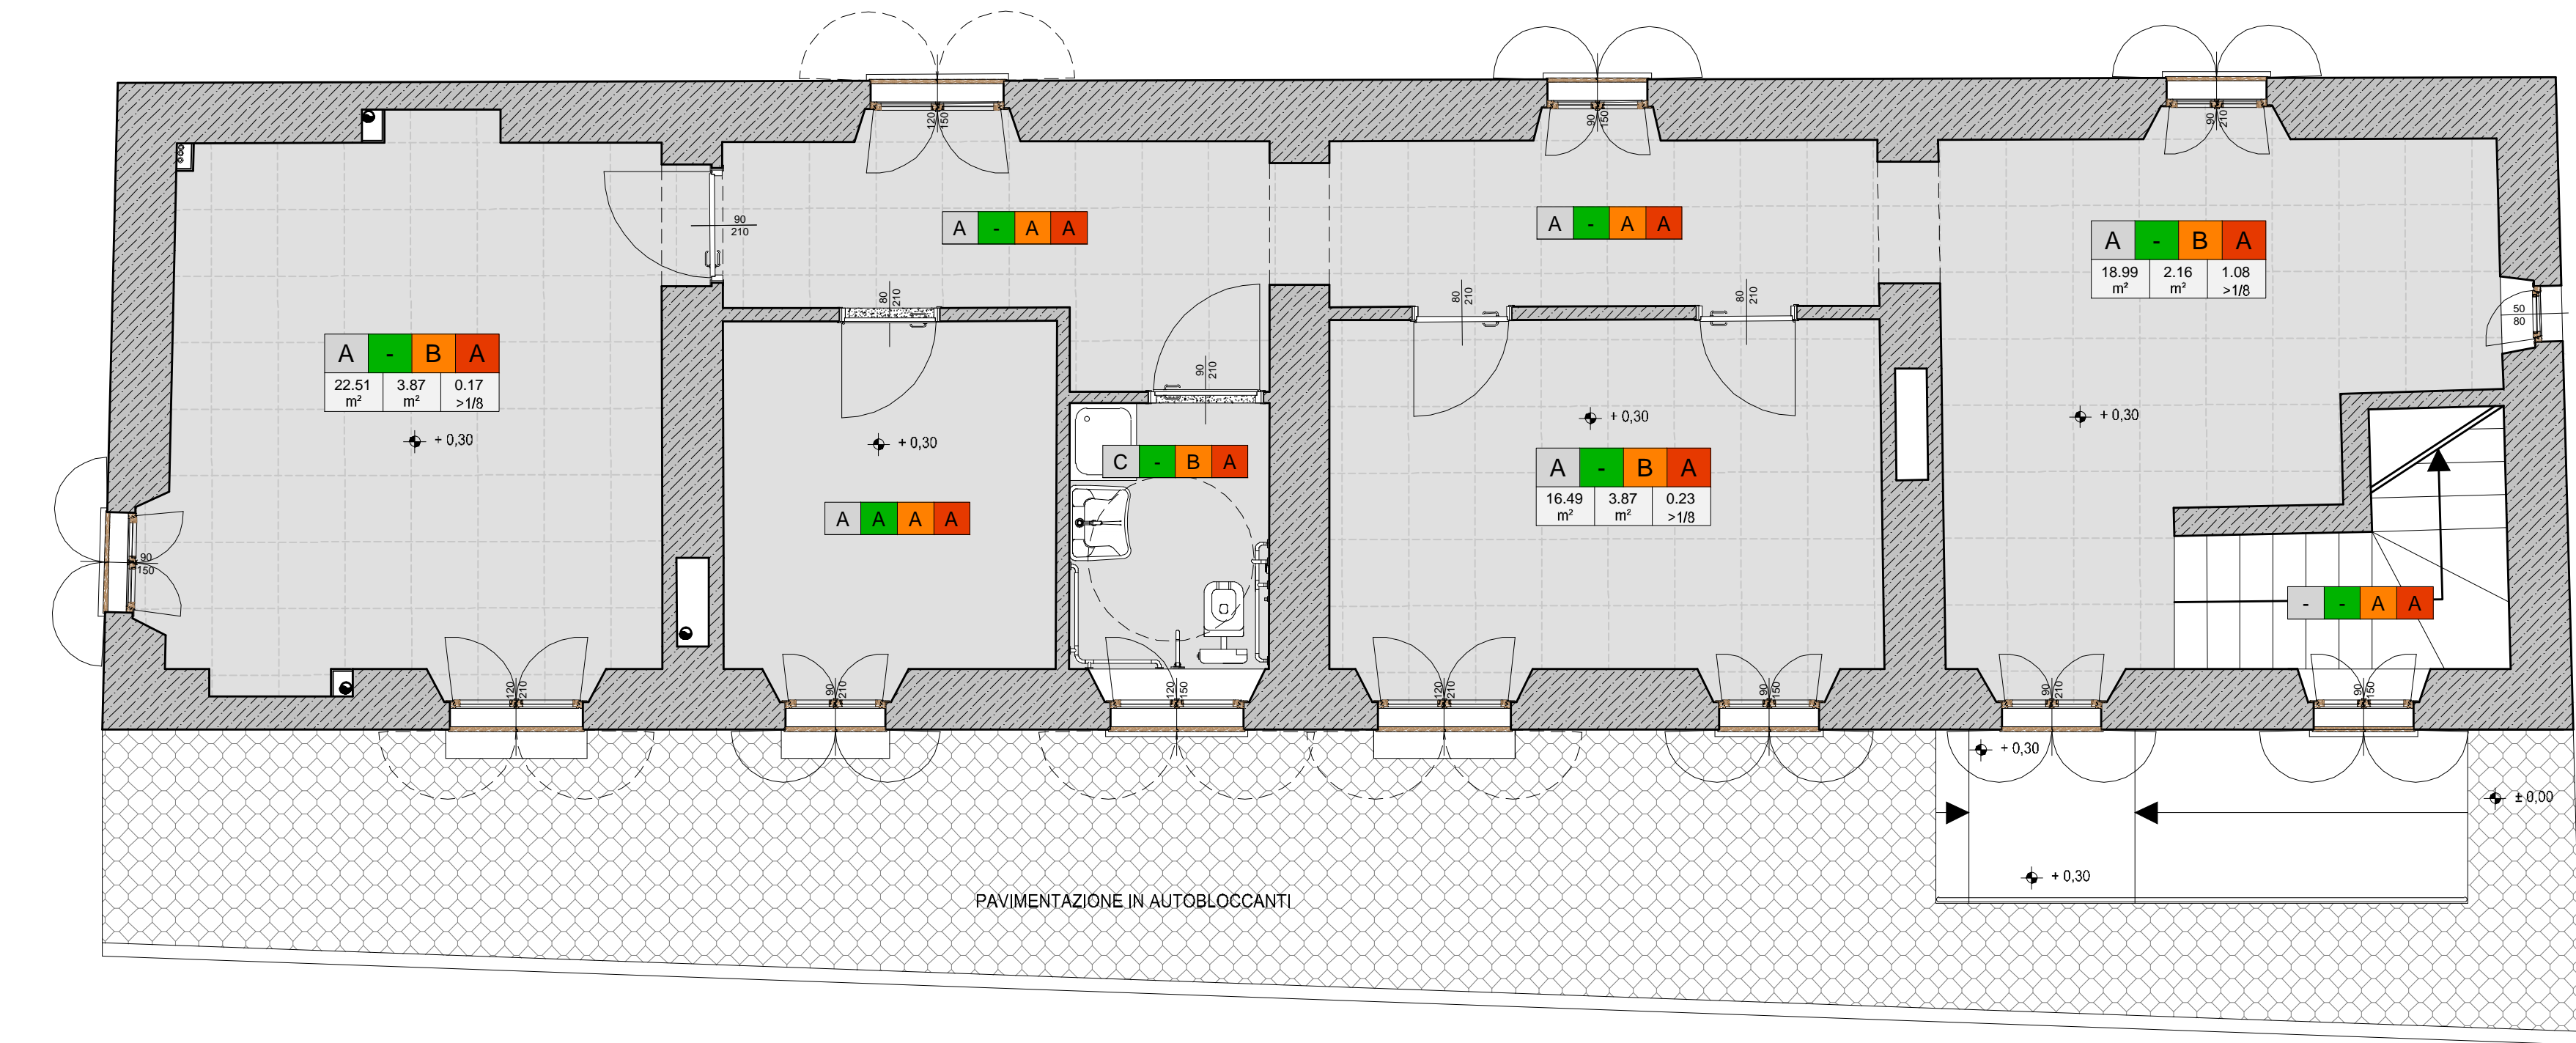 120
150
90
150
90
210
90
210
A - A A
A - A A
A - B A
18.99 2.16 1.08
m² m² >1/8
80
210
80
210
80
210
50
80
A - B A
22.51 3.87 0.17
m² m² >1/8
90
210
+ 0,30
+ 0,30
+ 0,30
+ 0,30
C - B A
A - B A
16.49 3.87 0.23
m² m² >1/8
A A A A
90
150
- - A A
120
210
90
210
120
150
120
210
90
150
90
210
90
150
+ 0,30
± 0,00
+ 0,30
PAVIMENTAZIONE IN AUTOBLOCCANTI